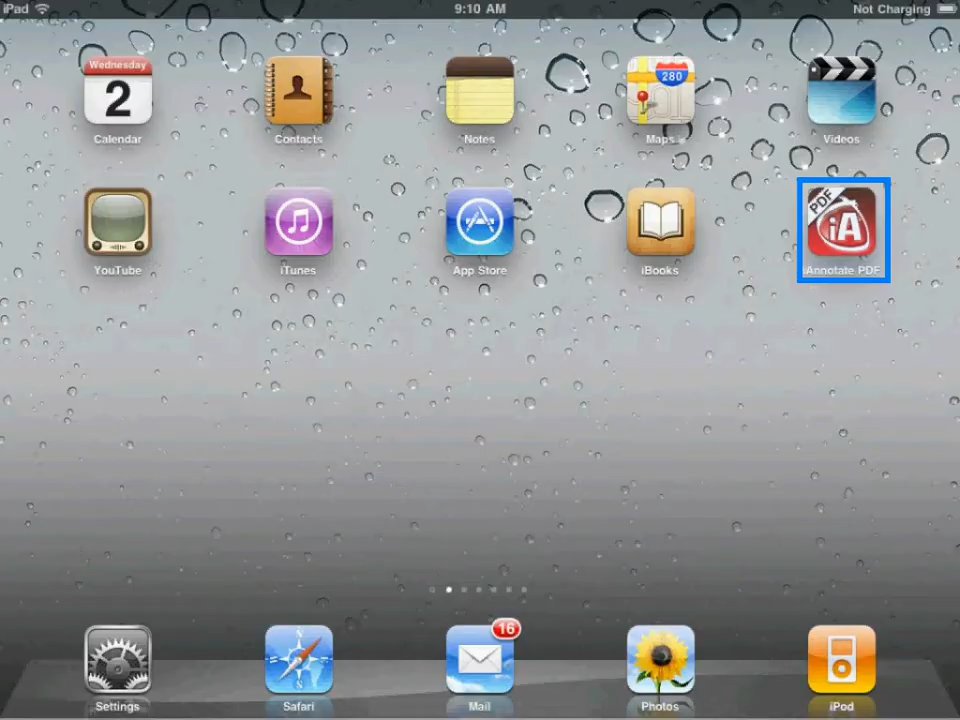 iPad 9:10 AM Not Charging
Wednesday
2
280
Calendar Contacts Notes Maps Videos
PDF
iA
YouTube iTunes App Store iBooks Annotate PDF
16
Settings Safari Mail Photos iPod